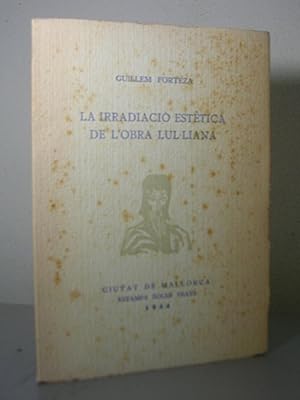 GUILLEM FORTEZA
LA IRRADIACIÓ ESTÈTICA
DE L'OBRA LUL·LIANA
CIUTAT DE MALLORCA
ESTAMPA SOLER PRATS
1944